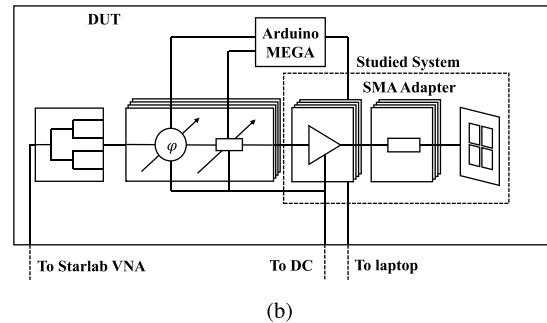 DUT
Arduino
MEGA
Studied System
SMA Adapter
φ
To Starlab VNA
To DC
To laptop
(b)